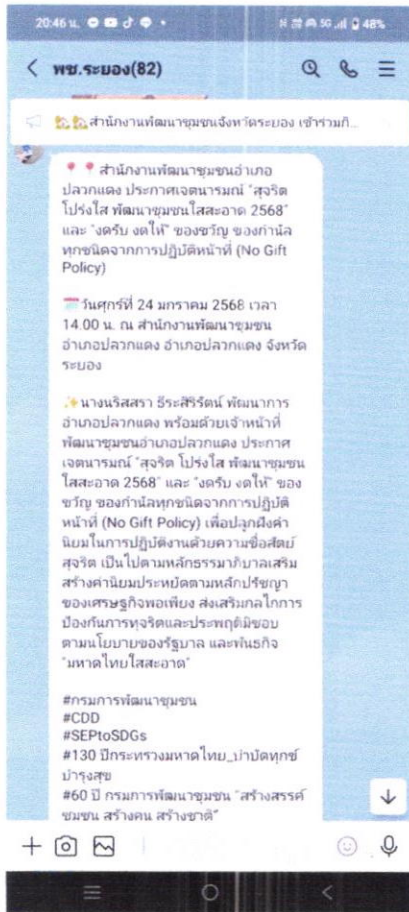 20:46 น.
5G 48%
พช.ระยอง(82)
สำนักงานพัฒนาชุมชนจังหวัดระยอง เข้าร่วมกิ...
สำนักงานพัฒนาชุมชนอำเภอ
ปลวกแดง ประกาศเจตนารมณ์ "สุจริต
โปร่งใส พัฒนาชุมชนใสสะอาด 2568"
และ "งดรับ งดให้" ของขวัญ ของกำนัล
ทุกชนิดจากการปฏิบัติหน้าที่ (No Gift
Policy)
วันศุกร์ที่ 24 มกราคม 2568 เวลา
14.00 น. ณ สำนักงานพัฒนาชุมชน
อำเภอปลวกแดง อำเภอปลวกแดง จังหวัด
ระยอง
นางนริสสรา ธีระสิริรัตน์ พัฒนาการ
อำเภอปลวกแดง พร้อมด้วยเจ้าหน้าที่
พัฒนาชุมชนอำเภอปลวกแดง ประกาศ
เจตนารมณ์ "สุจริต โปร่งใส พัฒนาชุมชน
ใสสะอาด 2568" และ "งดรับ งดให้" ของ
ขวัญ ของกำนัลทุกชนิดจากการปฏิบัติ
หน้าที่ (No Gift Policy) เพื่อปลูกฝังค่า
นิยมในการปฏิบัติงานด้วยความซื่อสัตย์
สุจริต เป็นไปตามหลักธรรมาภิบาลเสริม
สร้างค่านิยมประหยัดตามหลักปรัชญา
ของเศรษฐกิจพอเพียง ส่งเสริมกลไกการ
ป้องกันการทุจริตและประพฤติมิชอบ
ตามนโยบายของรัฐบาล และพันธกิจ
"มหาดไทยใสสะอาด"
#กรมการพัฒนาชุมชน
#CDD
#SEPtoSDGs
#130 ปีกระทรวงมหาดไทย_บำบัดทุกข์
บำรุงสุข
#60 ปี กรมการพัฒนาชุมชน "สร้างสรรค์
ชุมชน สร้างคน สร้างชาติ"